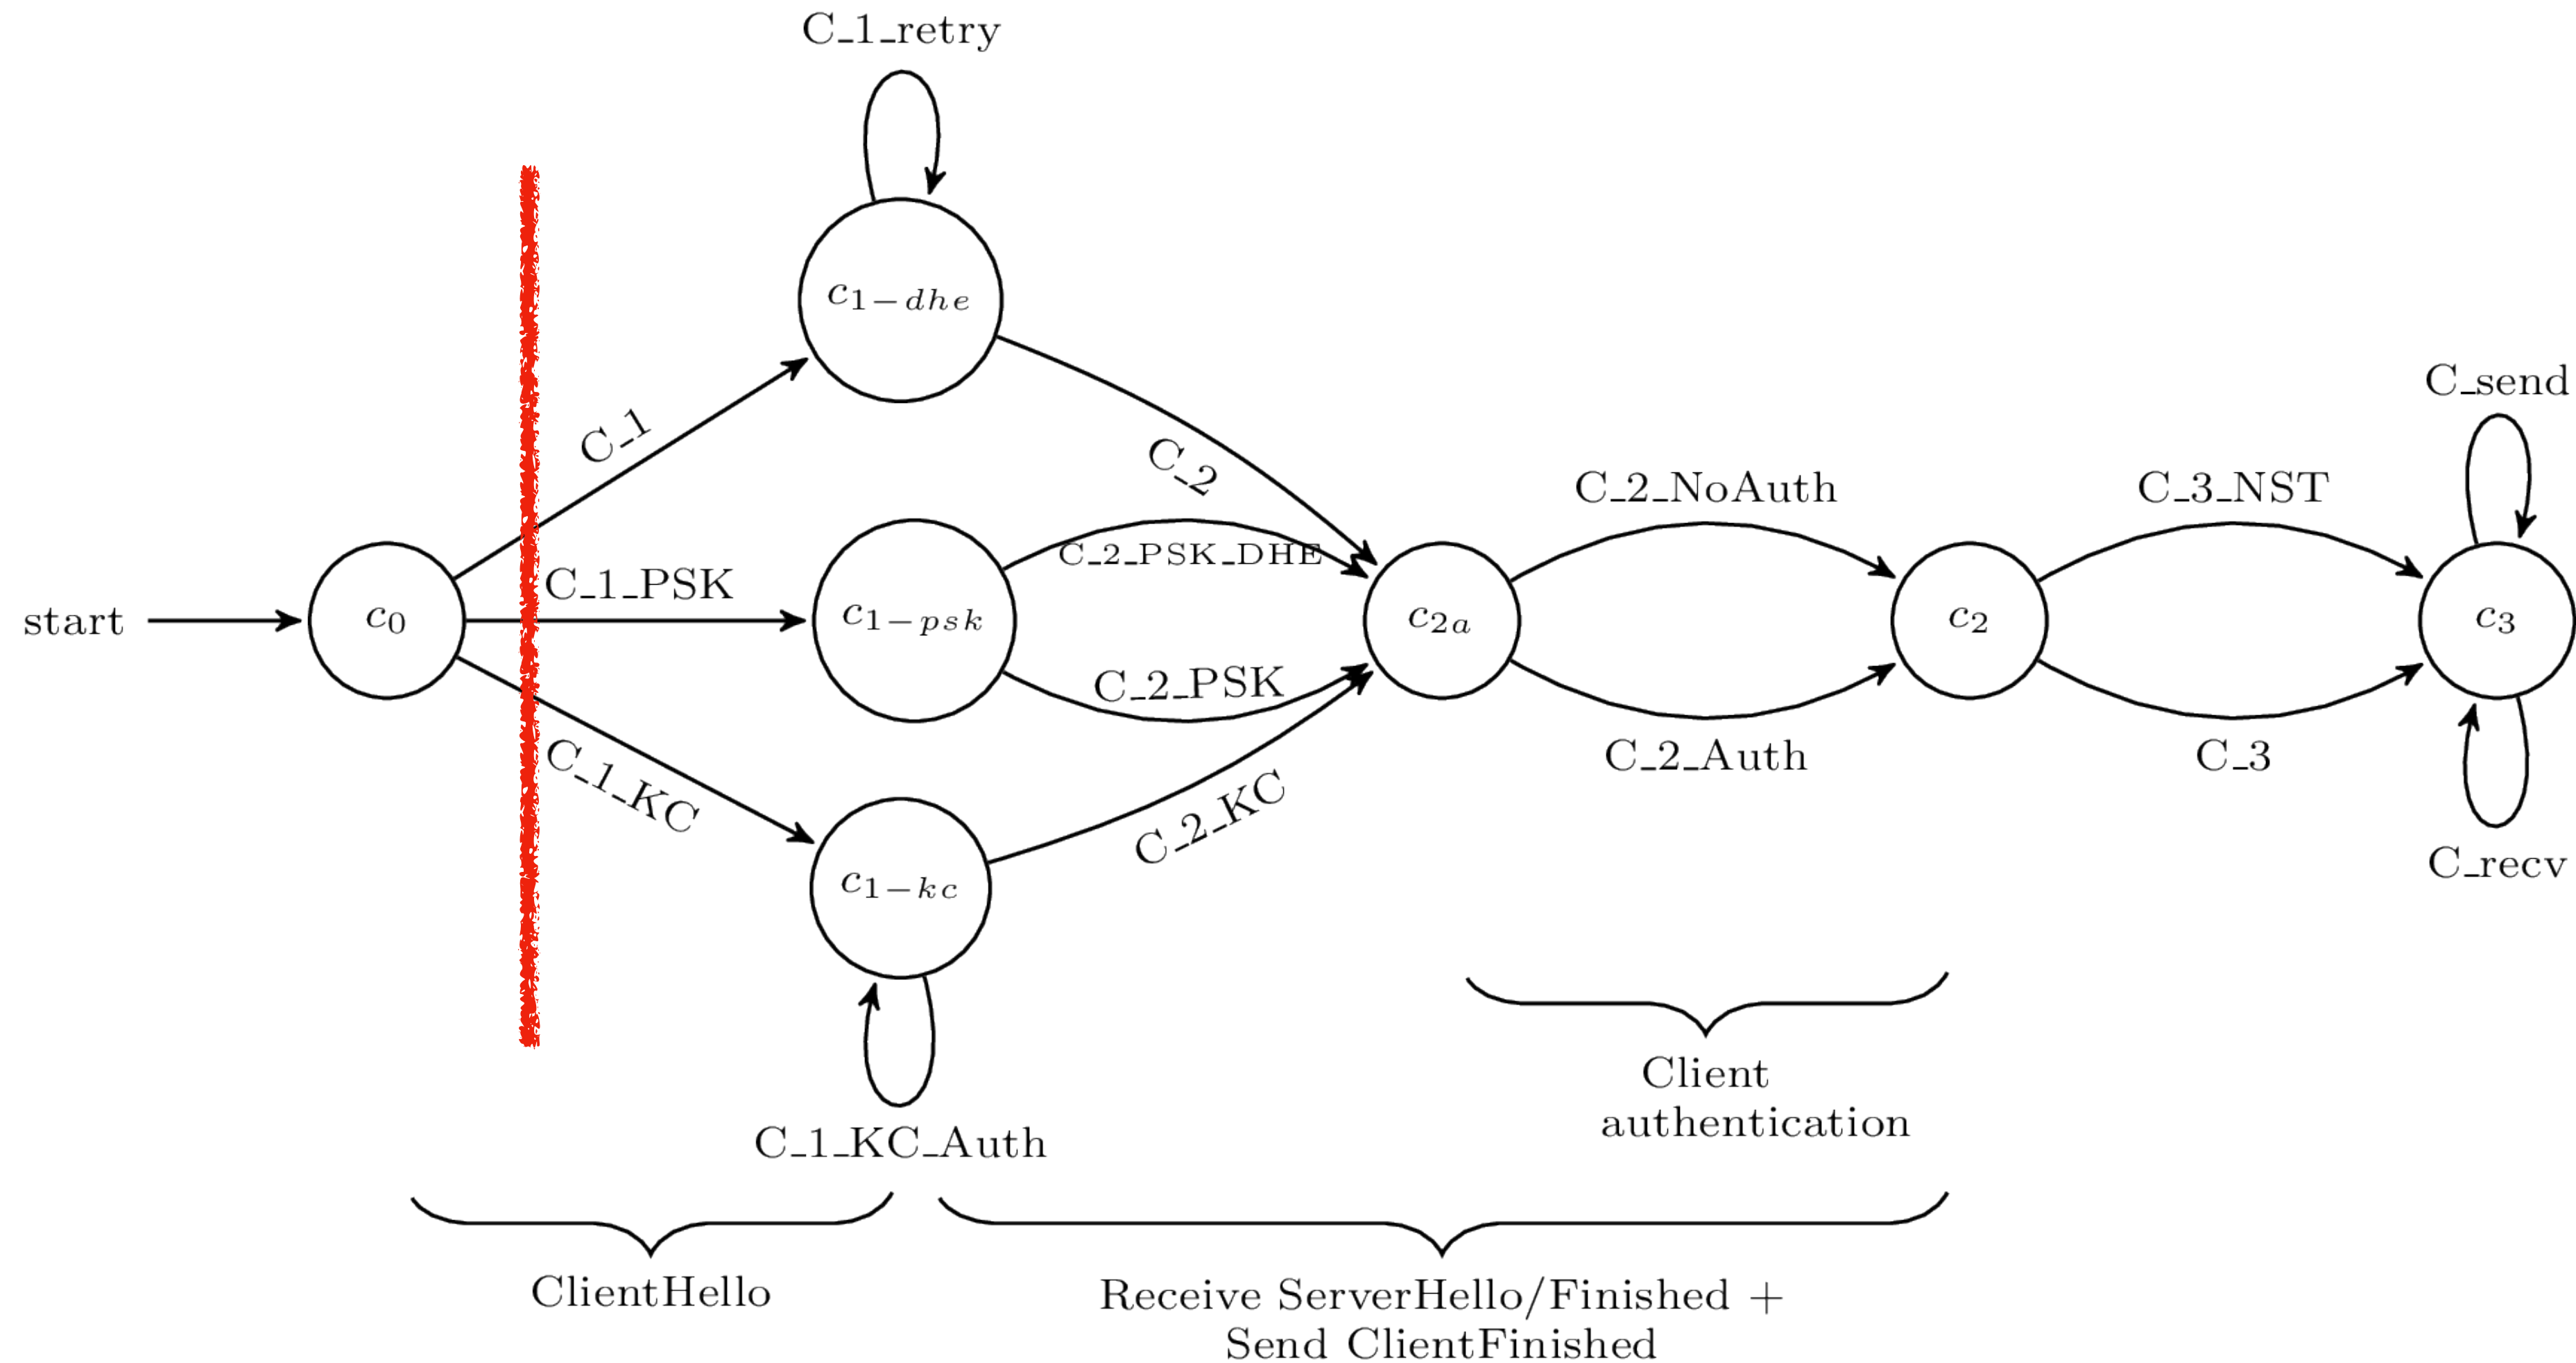 C_1_retry
c1−dhe
C_send
C_1
C_2
C_2_NoAuth
C_3_NST
C_2_PSK_DHE
C_1_PSK
start
c0
c1−psk
c2a
c2
c3
C_2_PSK
C_1_KC
C_2_Auth
C_3
C_2_KC
C_recv
c1−kc
Client
authentication
C_1_KC_Auth
ClientHello
Receive ServerHello/Finished +
Send ClientFinished